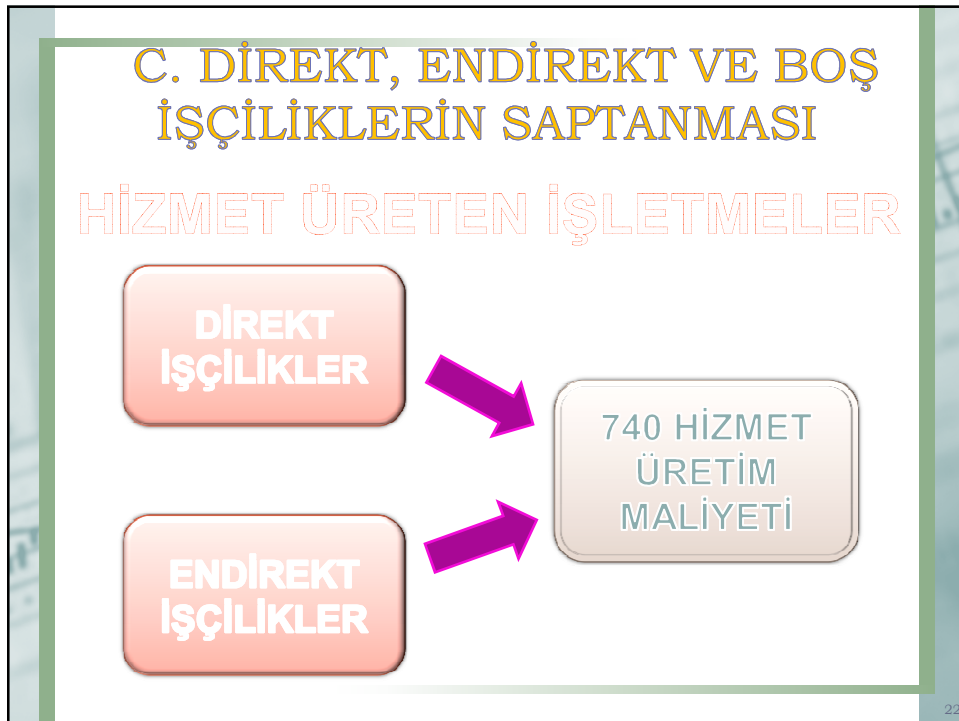 C. DİREKT, ENDİREKT VE BOŞ
İŞÇİLİKLERİN SAPTANMASI
HİZMET ÜRETEN İŞLETMELER
DİREKT
İŞÇİLİKLER
740 HİZMET
ÜRETİM
MALİYETİ
ENDİREKT
İŞÇİLİKLER
22